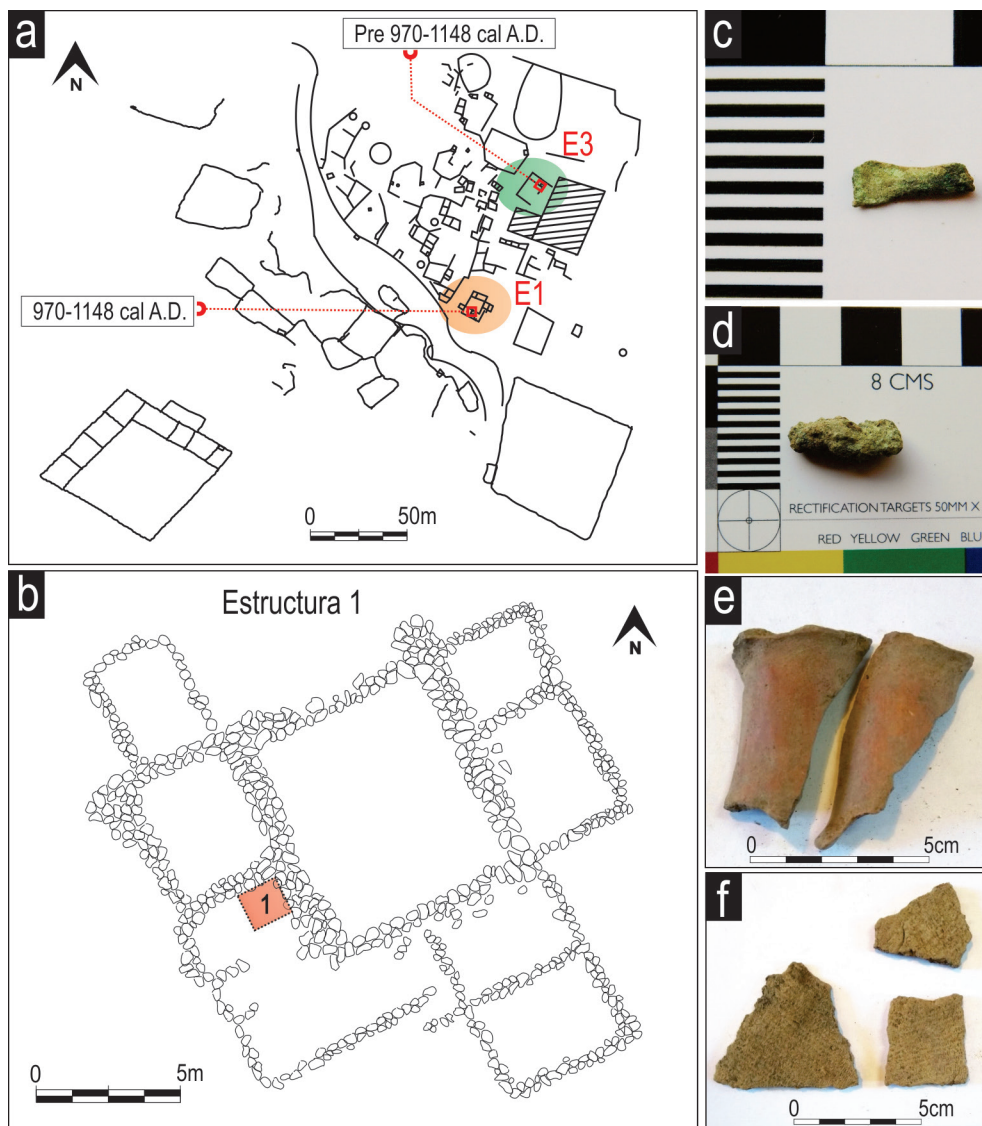 a
Pre 970-1148 cal A.D.
N
E3
E1
970-1148 cal A.D.
0 50m
b
Estructura 1
N
1
0 5m
c
d
8 CMS
RECTIFICATION TARGETS 50MM X
RED YELLOW GREEN BLU
e
0 5cm
f
0 5cm